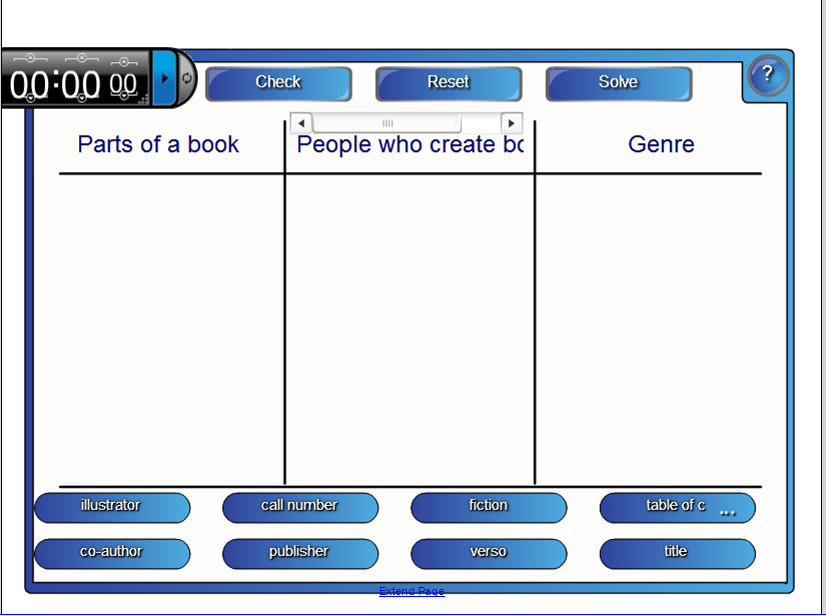 00:00 00
Check Reset Solve ?
Parts of a book People who create bo Genre
illustrator call number fiction table of c ...
co-author publisher verso title
Extend Page